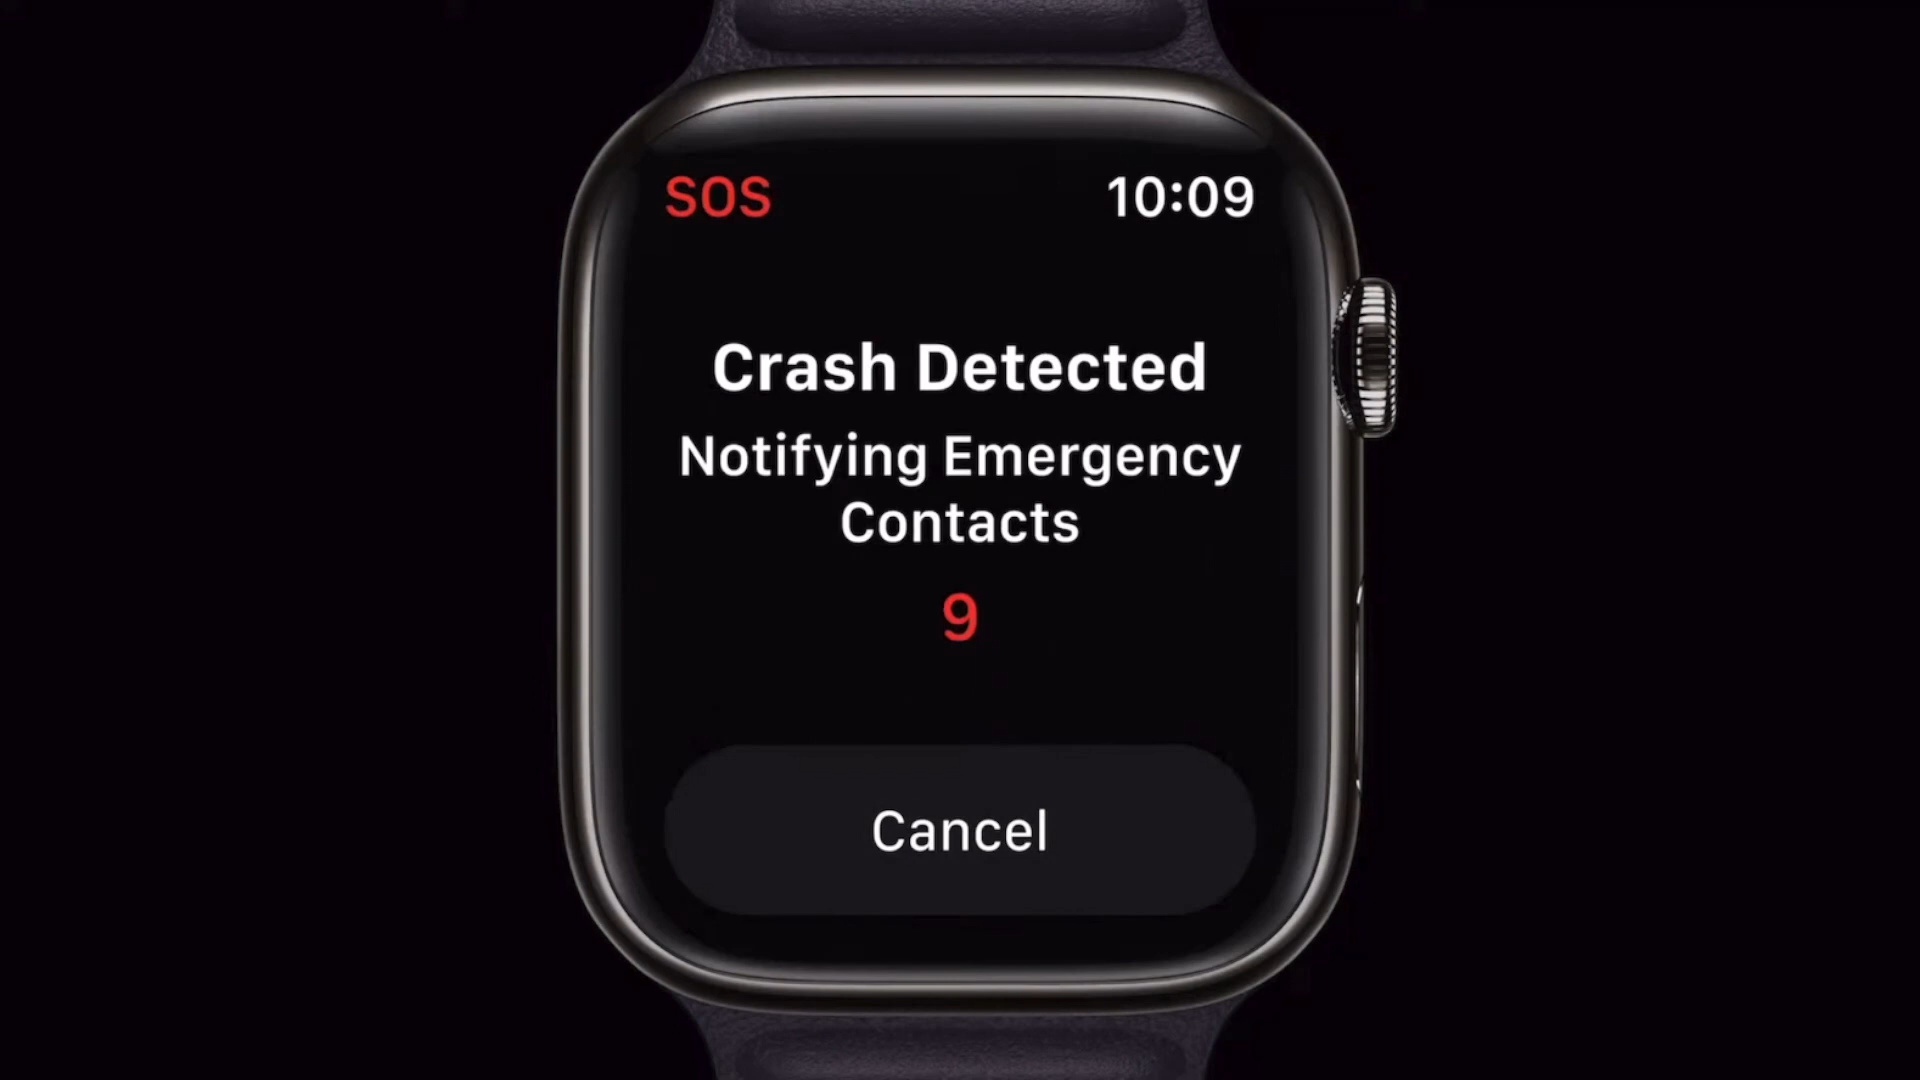 SOS 10:09
Crash Detected
Notifying Emergency
Contacts
9
Cancel